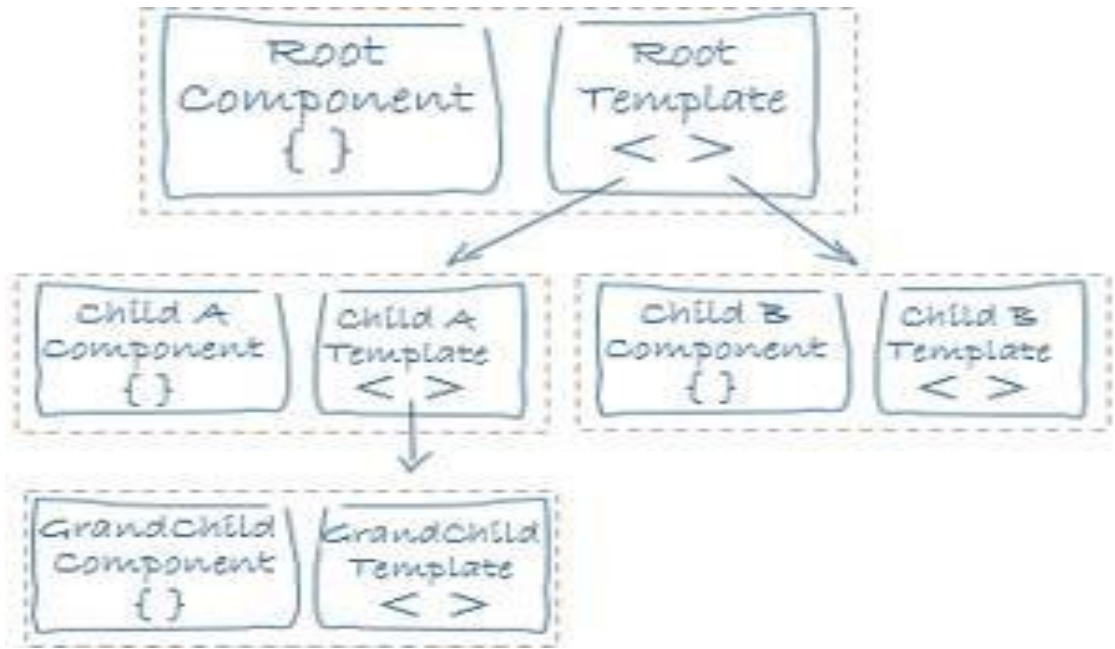 Root
Component
{ }
Root
Template
< >
Child A
Component
{ }
Child A
Template
< >
Child B
Component
{ }
Child B
Template
< >
GrandChild
Component
{ }
GrandChild
Template
< >